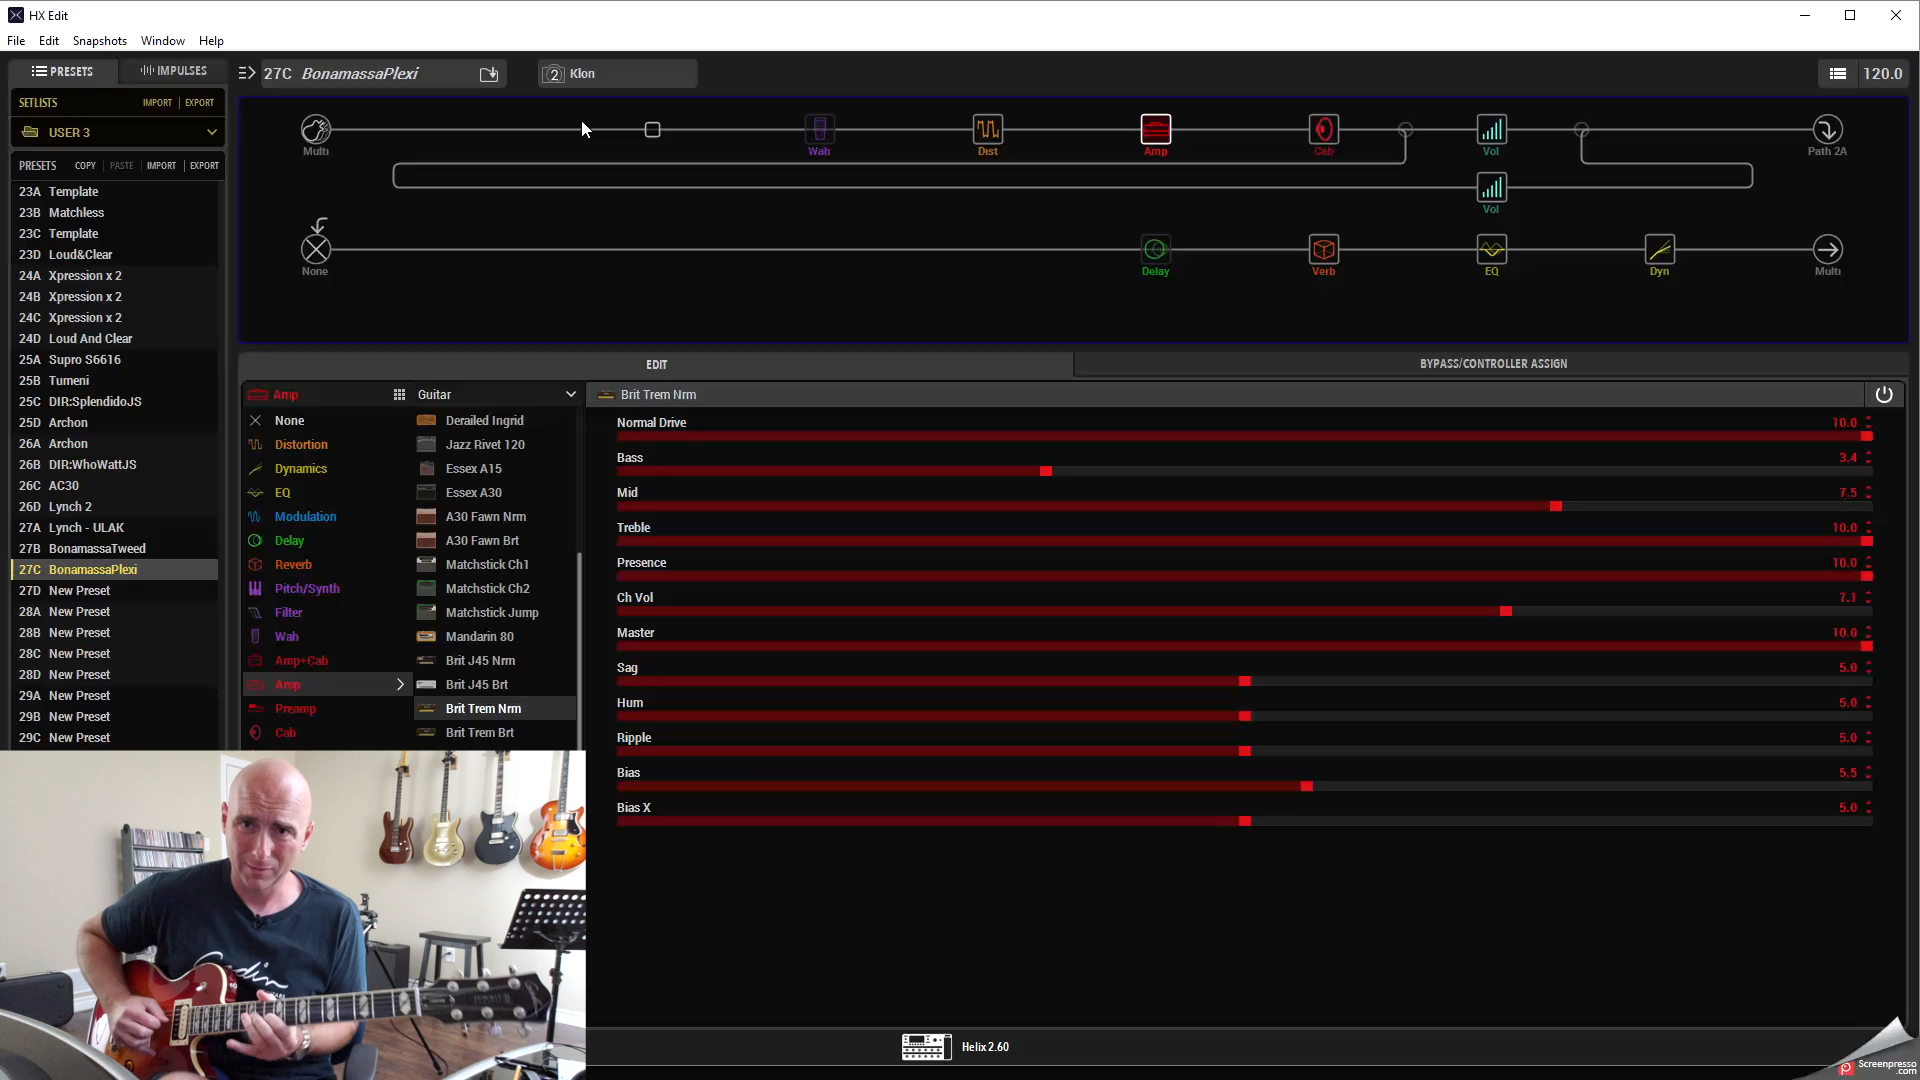 HX Edit
File Edit Snapshots Window Help
PRESETS IMPULSES
27C BonamassaPlexi
2 Klon
120.0
SETLISTS IMPORT | EXPORT
USER 3
PRESETS COPY PASTE IMPORT EXPORT
23A Template
23B Matchless
23C Template
23D Loud&Clear
24A Xpression x 2
24B Xpression x 2
24C Xpression x 2
24D Loud And Clear
25A Supro S6616
25B Tumeni
25C DIR:SplendidoJS
25D Archon
26A Archon
26B DIR:WhoWattJS
26C AC30
26D Lynch 2
27A Lynch - ULAK
27B BonamassaTweed
27C BonamassaPlexi
27D New Preset
28A New Preset
28B New Preset
28C New Preset
28D New Preset
29A New Preset
29B New Preset
29C New Preset
Multi Wah Dist Amp Cab Vol Path 2A
Vol
None Delay Verb EQ Dyn Multi
EDIT BYPASS/CONTROLLER ASSIGN
Amp Guitar
None
Distortion
Dynamics
EQ
Modulation
Delay
Reverb
Pitch/Synth
Filter
Wah
Amp+Cab
Amp
Preamp
Cab
Derailed Ingrid
Jazz Rivet 120
Essex A15
Essex A30
A30 Fawn Nrm
A30 Fawn Brt
Matchstick Ch1
Matchstick Ch2
Matchstick Jump
Mandarin 80
Brit J45 Nrm
Brit J45 Brt
Brit Trem Nrm
Brit Trem Brt
Brit Trem Nrm
Normal Drive 10.0
Bass 3.4
Mid 7.5
Treble 10.0
Presence 10.0
Ch Vol 7.1
Master 10.0
Sag 5.0
Hum 5.0
Ripple 5.0
Bias 5.5
Bias X 5.0
Helix 2.60
Screenpresso
.com